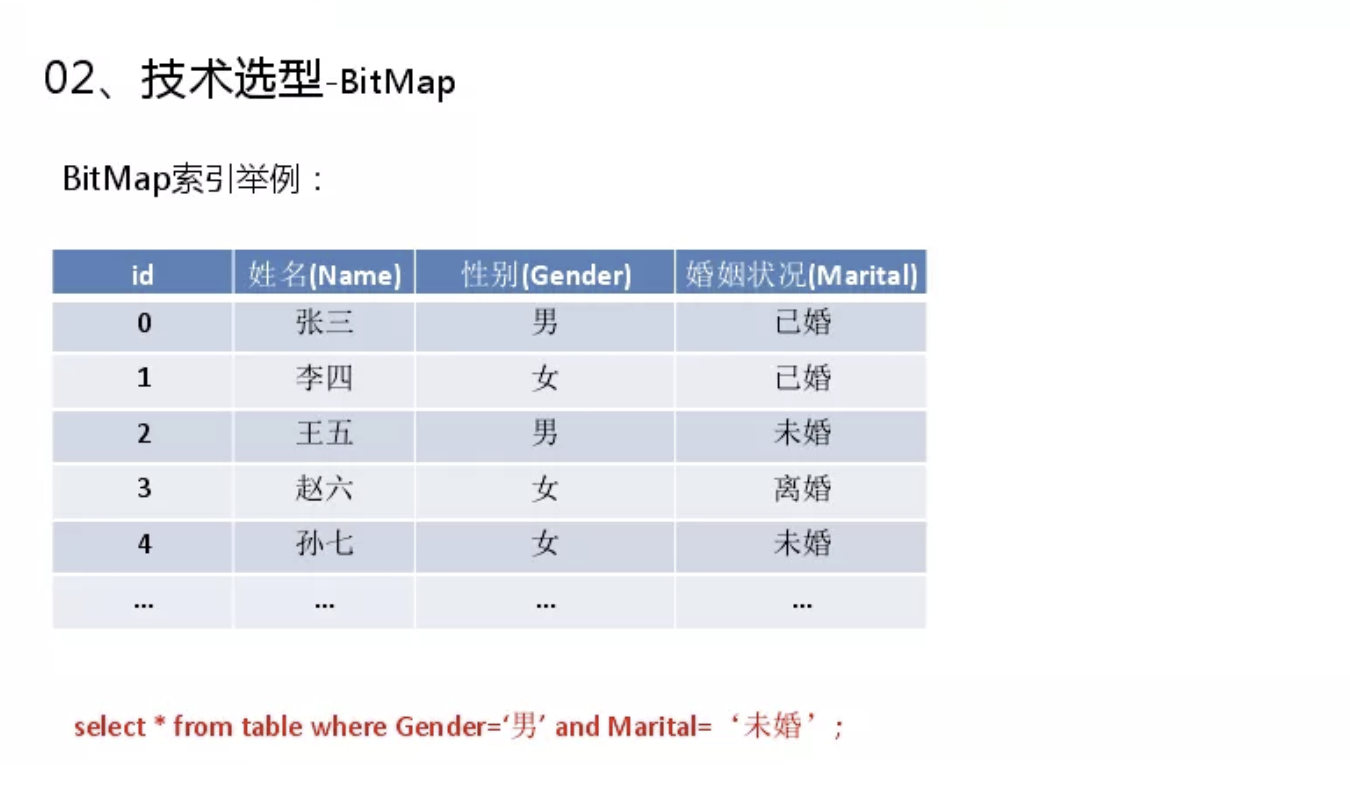 02、技术选型-BitMap
BitMap索引举例：
id 姓名(Name) 性别(Gender) 婚姻状况(Marital)
0 张三 男 已婚
1 李四 女 已婚
2 王五 男 未婚
3 赵六 女 离婚
4 孙七 女 未婚
... ... ... ...
select * from table where Gender=‘男’ and Marital= ‘未婚’;